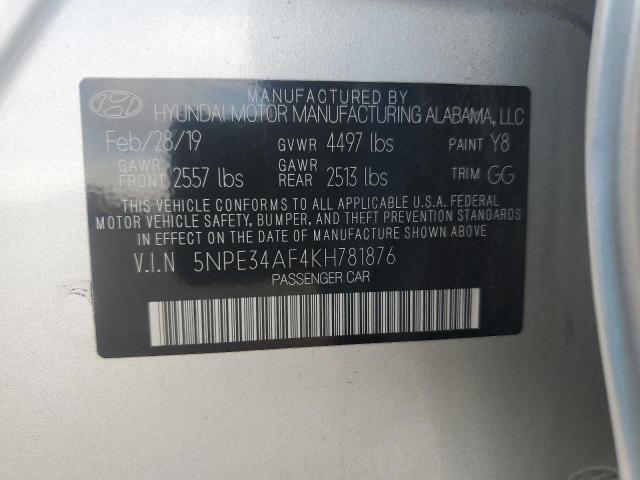 MANUFACTURED BY
HYUNDAI MOTOR MANUFACTURING ALABAMA, LLC
Feb/28/19 GVWR 4497 lbs PAINT Y8
GAWR FRONT 2557 lbs GAWR REAR 2513 lbs TRIM GG
THIS VEHICLE CONFORMS TO ALL APPLICABLE U.S.A. FEDERAL
MOTOR VEHICLE SAFETY, BUMPER, AND THEFT PREVENTION STANDARDS
IN EFFECT ON THE DATE OF MANUFACTURE SHOWN ABOVE.
V.I.N 5NPE34AF4KH781876
PASSENGER CAR